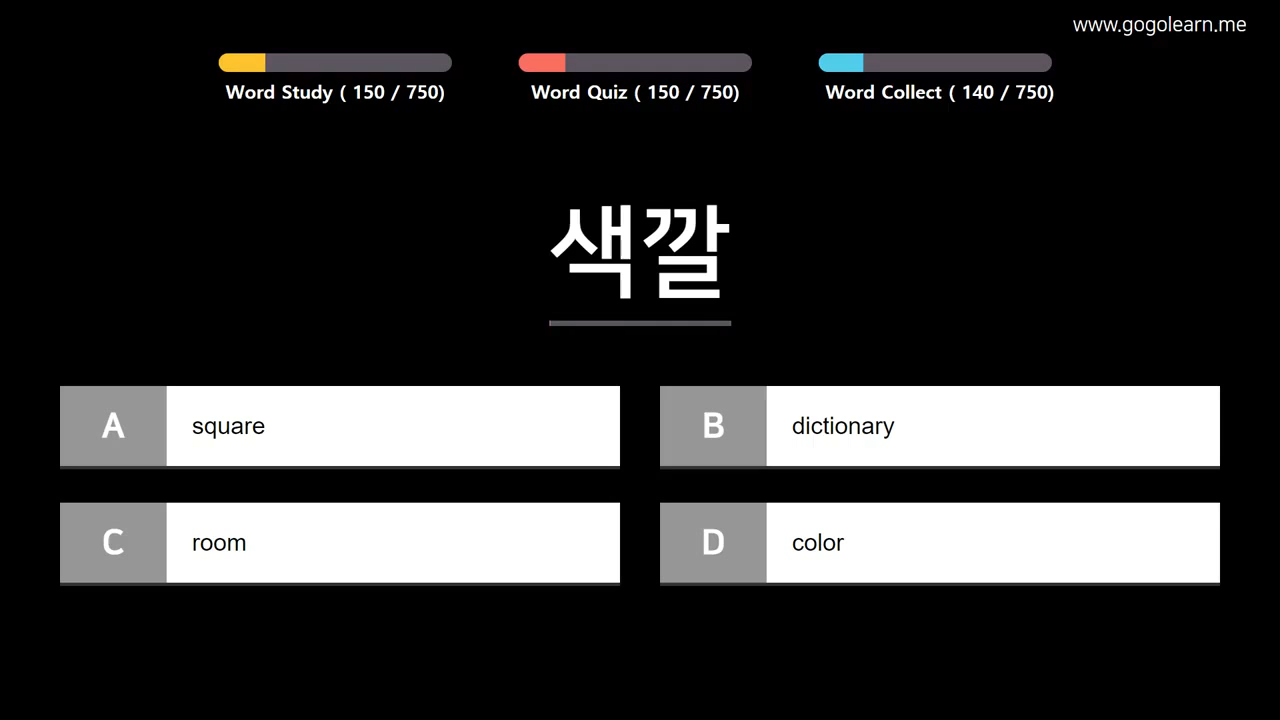 www.gogolearn.me
Word Study ( 150 / 750)
Word Quiz ( 150 / 750)
Word Collect ( 140 / 750)
색깔
A square
B dictionary
C room
D color